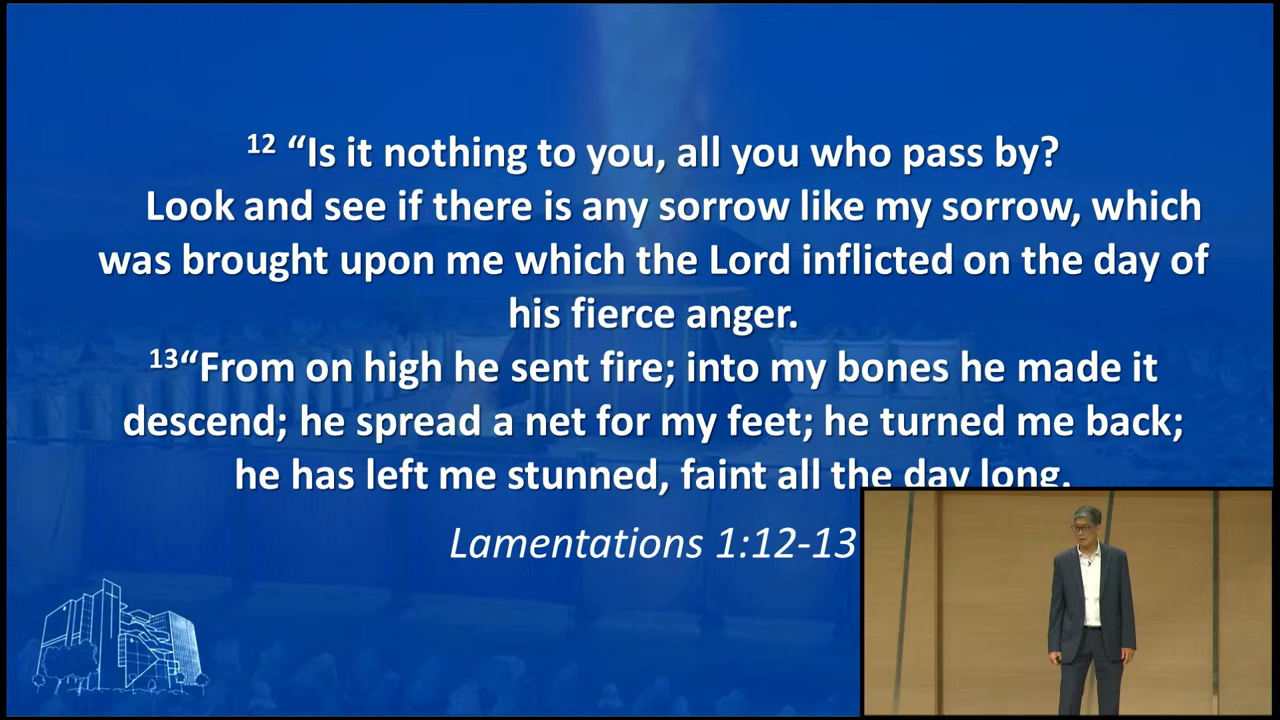 12 “Is it nothing to you, all you who pass by?
Look and see if there is any sorrow like my sorrow, which
was brought upon me which the Lord inflicted on the day of
his fierce anger.
13“From on high he sent fire; into my bones he made it
descend; he spread a net for my feet; he turned me back;
he has left me stunned, faint all the day long.
Lamentations 1:12-13